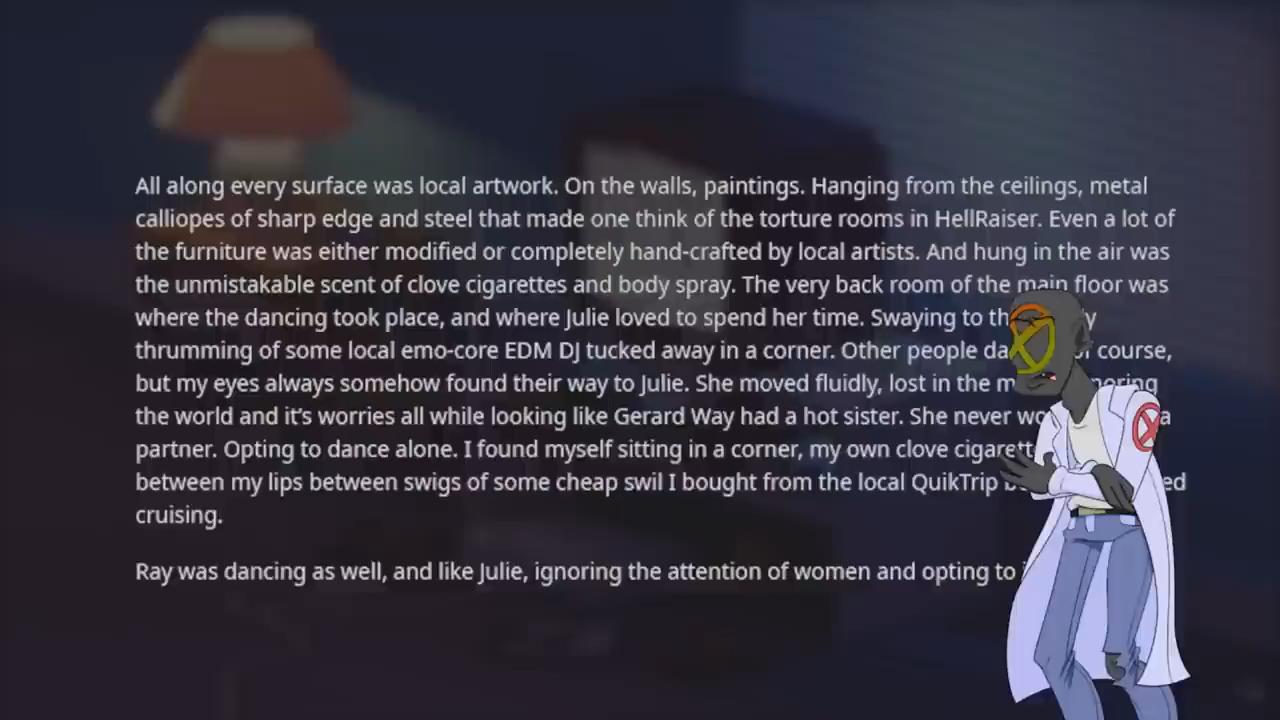 All along every surface was local artwork. On the walls, paintings. Hanging from the ceilings, metal
calliopes of sharp edge and steel that made one think of the torture rooms in HellRaiser. Even a lot of
the furniture was either modified or completely hand-crafted by local artists. And hung in the air was
the unmistakable scent of clove cigarettes and body spray. The very back room of the main floor was
where the dancing took place, and where Julie loved to spend her time. Swaying to
thrumming of some local emo-core EDM DJ tucked away in a corner. Other people course,
but my eyes always somehow found their way to Julie. She moved fluidly, lost in the
the world and it’s worries all while looking like Gerard Way had a hot sister. She never a
partner. Opting to dance alone. I found myself sitting in a corner, my own clove
between my lips between swigs of some cheap swil I bought from the local QuikTrip
cruising.
Ray was dancing as well, and like Julie, ignoring the attention of women and opting to